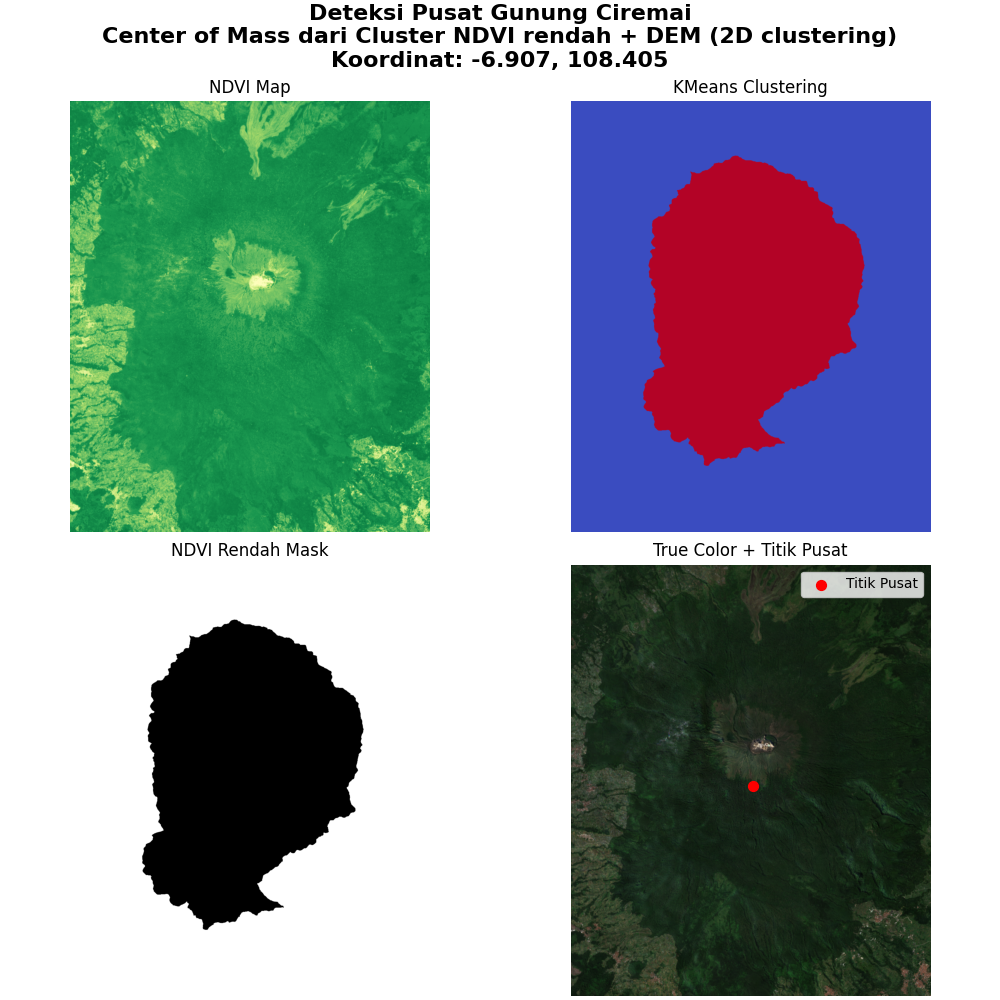 Deteksi Pusat Gunung Ciremai
Center of Mass dari Cluster NDVI rendah + DEM (2D clustering)
Koordinat: -6.907, 108.405
NDVI Map
KMeans Clustering
NDVI Rendah Mask
True Color + Titik Pusat
Titik Pusat